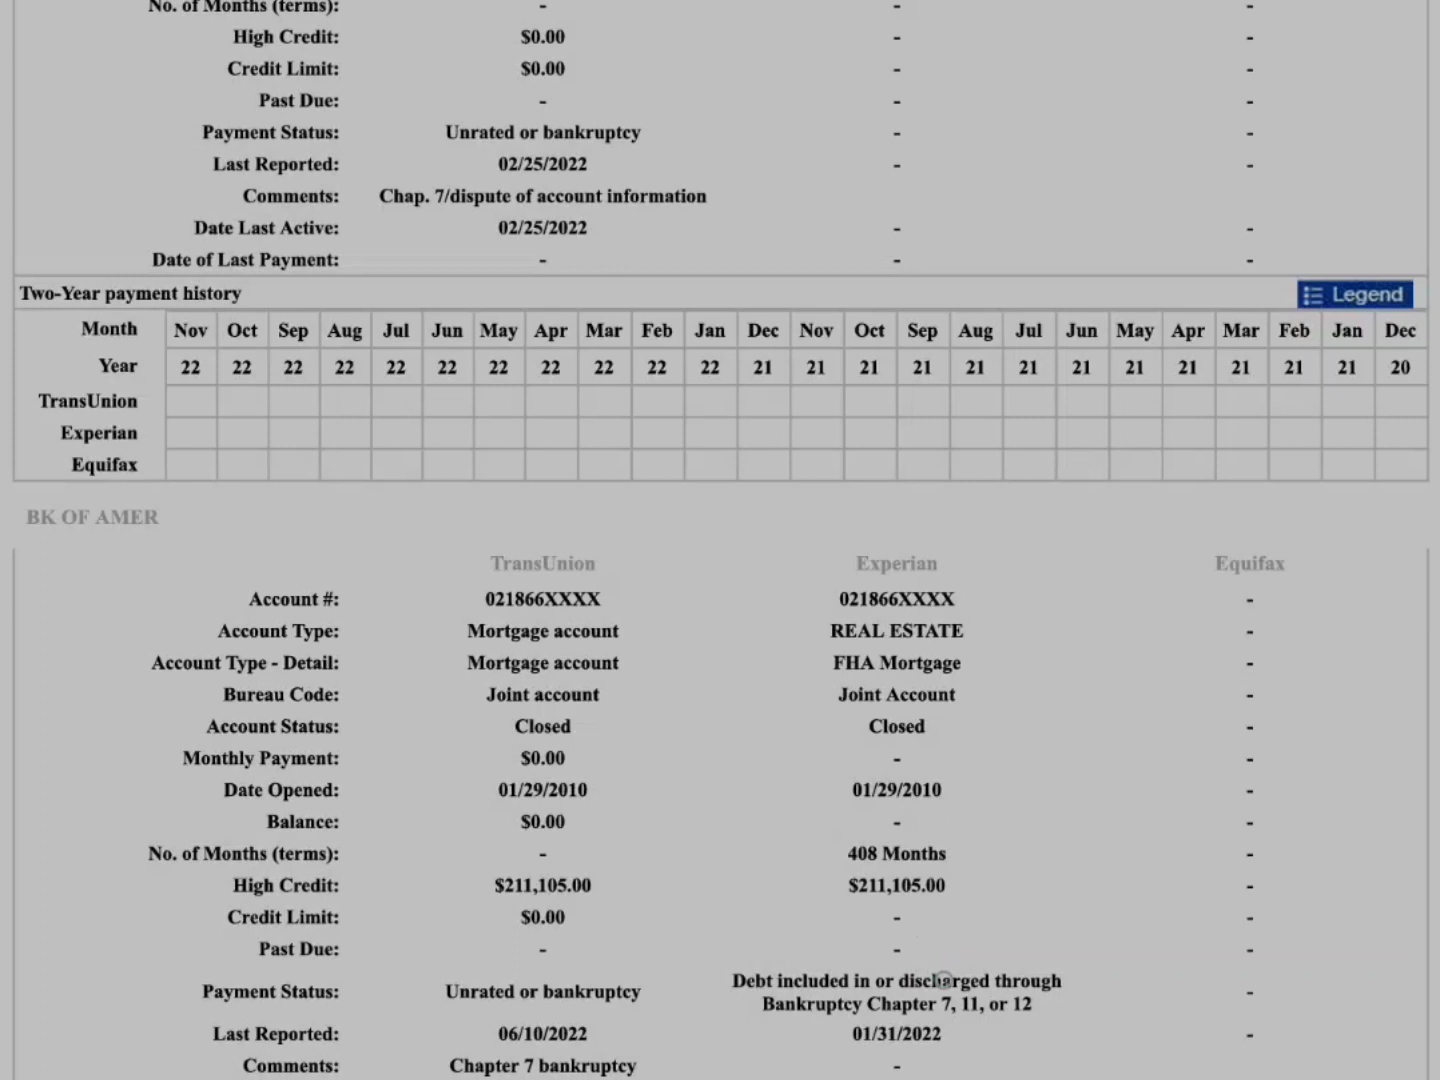 No. of Months (terms): - - -
High Credit: $0.00 - -
Credit Limit: $0.00 - -
Past Due: - - -
Payment Status: Unrated or bankruptcy - -
Last Reported: 02/25/2022 - -
Comments: Chap. 7/dispute of account information
Date Last Active: 02/25/2022 - -
Date of Last Payment: - - -
Two-Year payment history Legend
Month Nov Oct Sep Aug Jul Jun May Apr Mar Feb Jan Dec Nov Oct Sep Aug Jul Jun May Apr Mar Feb Jan Dec
Year 22 22 22 22 22 22 22 22 22 22 22 21 21 21 21 21 21 21 21 21 21 21 21 20
TransUnion
Experian
Equifax
BK OF AMER
TransUnion Experian Equifax
Account #: 021866XXXX 021866XXXX -
Account Type: Mortgage account REAL ESTATE -
Account Type - Detail: Mortgage account FHA Mortgage -
Bureau Code: Joint account Joint Account -
Account Status: Closed Closed -
Monthly Payment: $0.00 - -
Date Opened: 01/29/2010 01/29/2010 -
Balance: $0.00 - -
No. of Months (terms): - 408 Months -
High Credit: $211,105.00 $211,105.00 -
Credit Limit: $0.00 - -
Past Due: - - -
Payment Status: Unrated or bankruptcy Debt included in or discharged through
Bankruptcy Chapter 7, 11, or 12 -
Last Reported: 06/10/2022 01/31/2022 -
Comments: Chapter 7 bankruptcy -